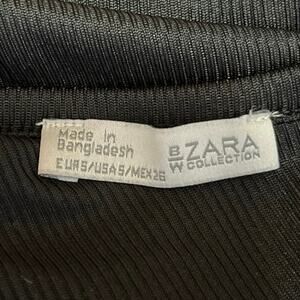 Made in
Bangladesh
EUR S/USA S/MEX 26
B/W ZARA
COLLECTION